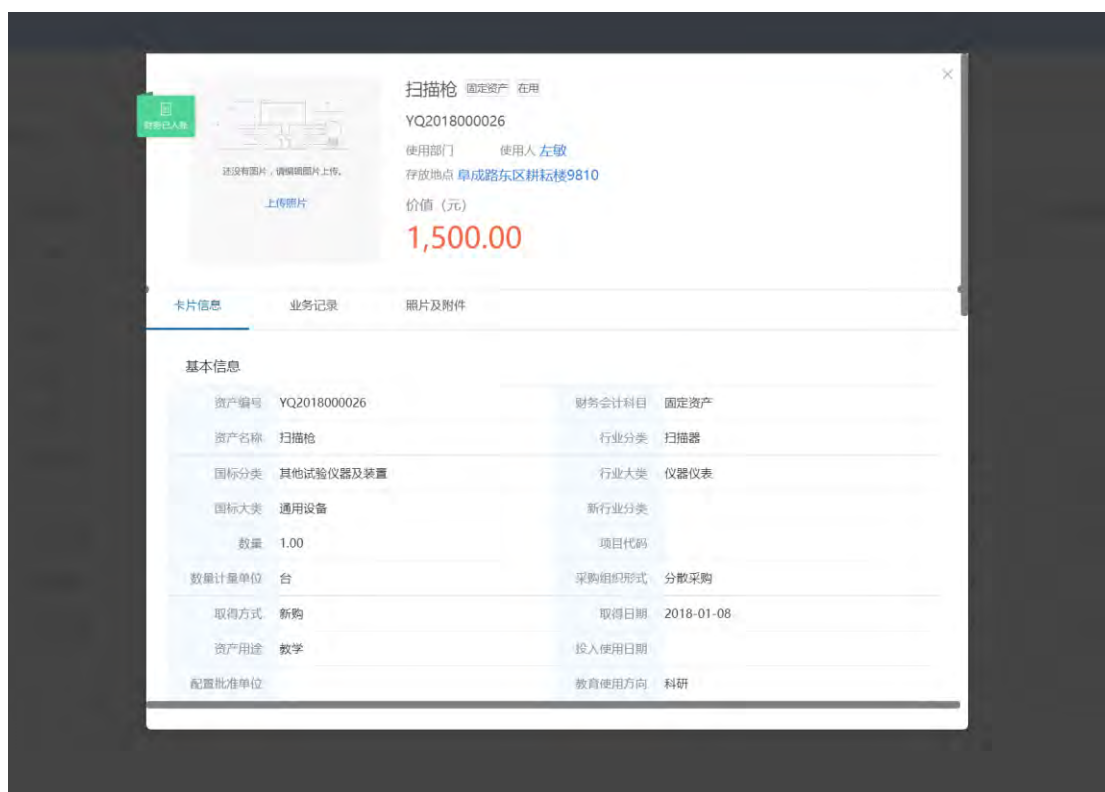 扫描枪 固定资产 在用
财务已入账
YQ2018000026
使用部门 使用人 左敏
还没有图片，请编辑图片上传。
存放地点 阜成路东区耕耘楼9810
上传照片
价值（元）
1,500.00
卡片信息 业务记录 照片及附件
基本信息
资产编号 YQ2018000026 财务会计科目 固定资产
资产名称 扫描枪 行业分类 扫描器
国标分类 其他试验仪器及装置 行业大类 仪器仪表
国标大类 通用设备 新行业分类
数量 1.00 项目代码
数量计量单位 台 采购组织形式 分散采购
取得方式 新购 取得日期 2018-01-08
资产用途 教学 投入使用日期
配置批准单位 教育使用方向 科研